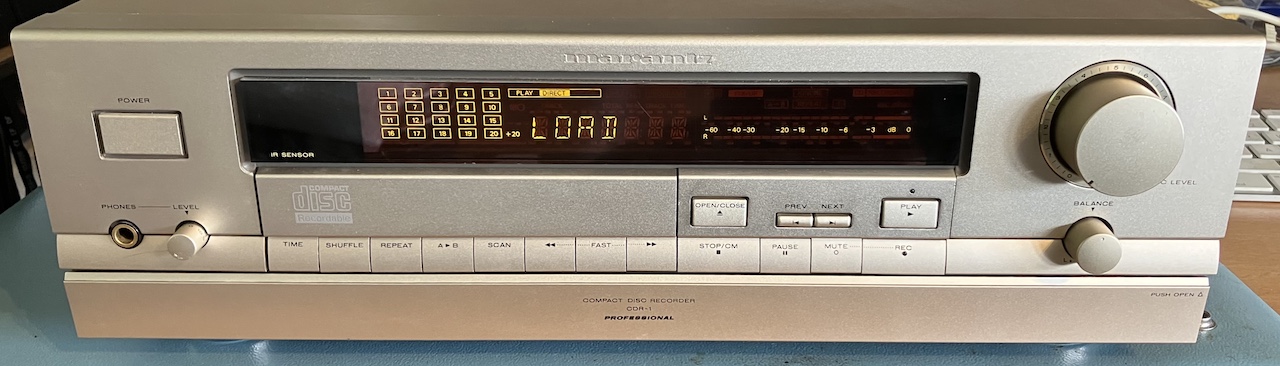 marantz
POWER
1 2 3 4 5
6 7 8 9 10
11 12 13 14 15
16 17 18 19 20 +20
PLAY DIRECT
LOAD
L
-60 -40 -30 -20 -15 -10 -6 -3 dB 0
R
IR SENSOR
COMPACT
disc
Recordable
PHONES LEVEL
OPEN/CLOSE
PREV NEXT
PLAY
LEVEL
BALANCE
TIME SHUFFLE REPEAT A►B SCAN ◄◄ FAST ►► STOP/CM PAUSE MUTE REC
COMPACT DISC RECORDER
CDR-1
PROFESSIONAL
PUSH OPEN